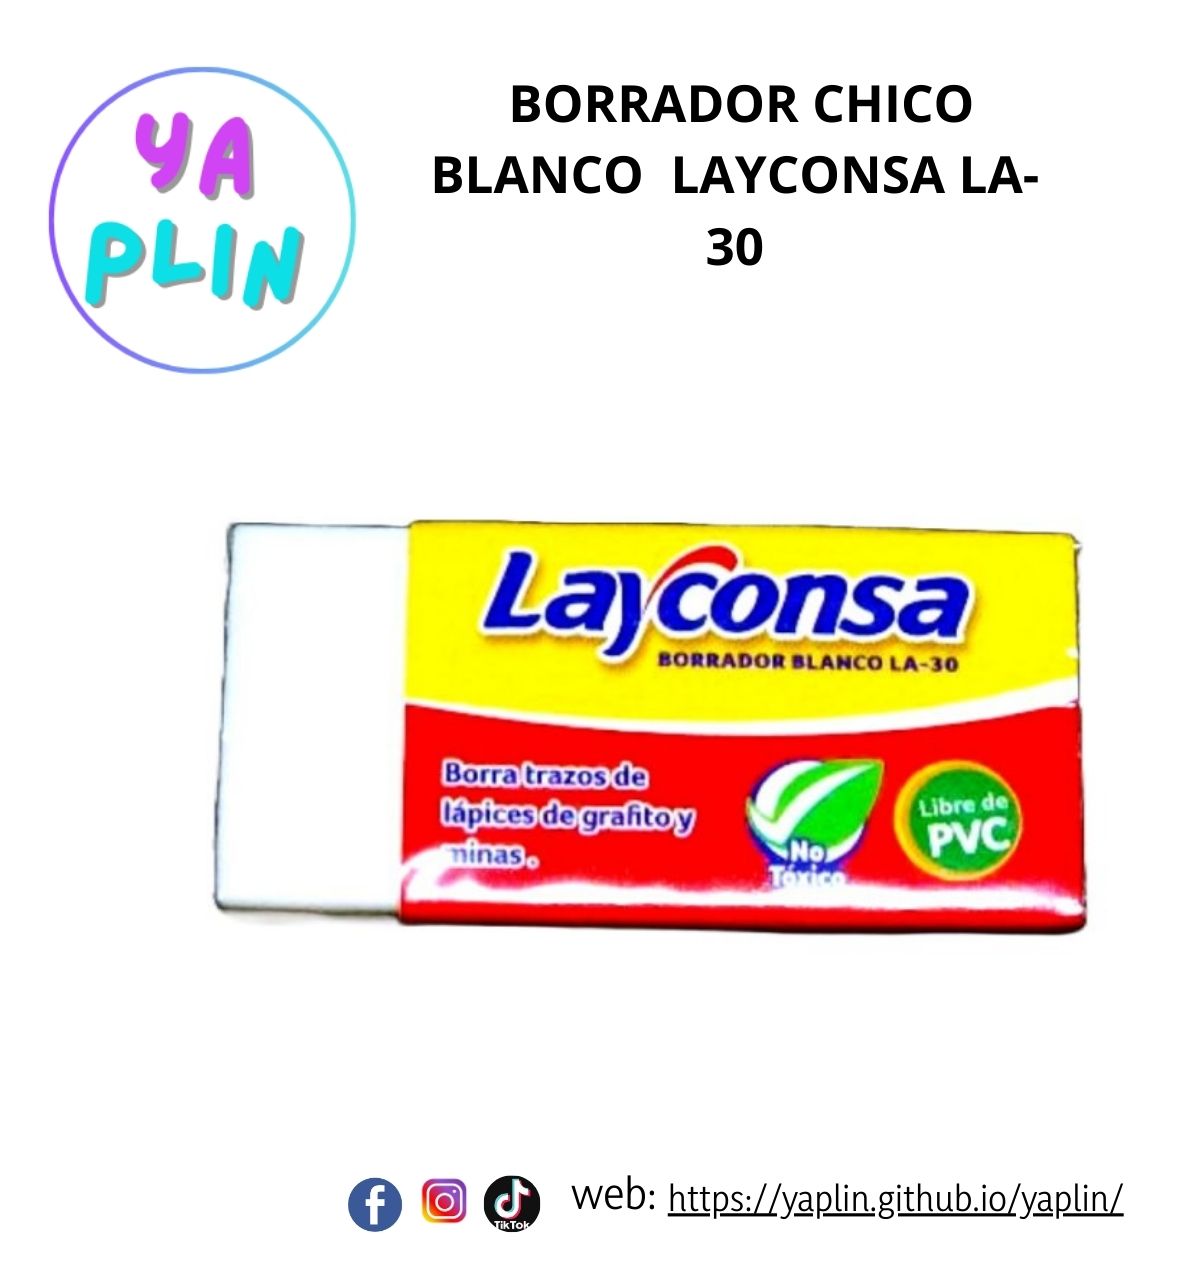 YA
PLIN
BORRADOR CHICO
BLANCO LAYCONSA LA-
30
Layconsa
BORRADOR BLANCO LA-30
Borra trazos de
lápices de grafito y
minas.
No
Tóxico
Libre de
PVC
TikTok
web: https://yaplin.github.io/yaplin/